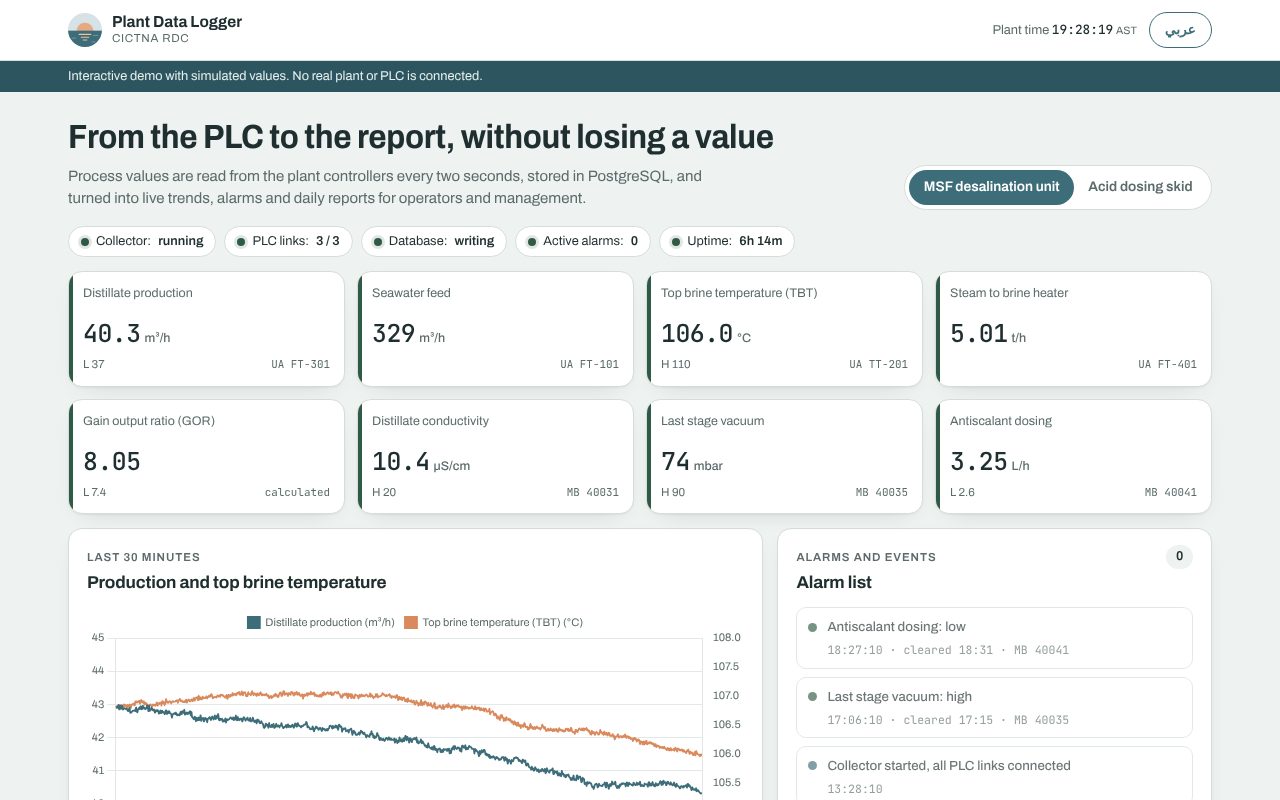 Plant Data Logger
CICTNA RDC
Plant time 19:28:19 AST
عربي
Interactive demo with simulated values. No real plant or PLC is connected.
From the PLC to the report, without losing a value
Process values are read from the plant controllers every two seconds, stored in PostgreSQL, and
turned into live trends, alarms and daily reports for operators and management.
MSF desalination unit
Acid dosing skid
Collector: running
PLC links: 3 / 3
Database: writing
Active alarms: 0
Uptime: 6h 14m
Distillate production
40.3 m³/h
L 37
UA FT-301
Seawater feed
329 m³/h
UA FT-101
Top brine temperature (TBT)
106.0 °C
H 110
UA TT-201
Steam to brine heater
5.01 t/h
UA FT-401
Gain output ratio (GOR)
8.05
L 7.4
calculated
Distillate conductivity
10.4 µS/cm
H 20
MB 40031
Last stage vacuum
74 mbar
H 90
MB 40035
Antiscalant dosing
3.25 L/h
L 2.6
MB 40041
LAST 30 MINUTES
Production and top brine temperature
Distillate production (m³/h)
Top brine temperature (TBT) (°C)
45
44
43
42
41
108.0
107.5
107.0
106.5
106.0
105.5
ALARMS AND EVENTS
0
Alarm list
Antiscalant dosing: low
18:27:10 · cleared 18:31 · MB 40041
Last stage vacuum: high
17:06:10 · cleared 17:15 · MB 40035
Collector started, all PLC links connected
13:28:10